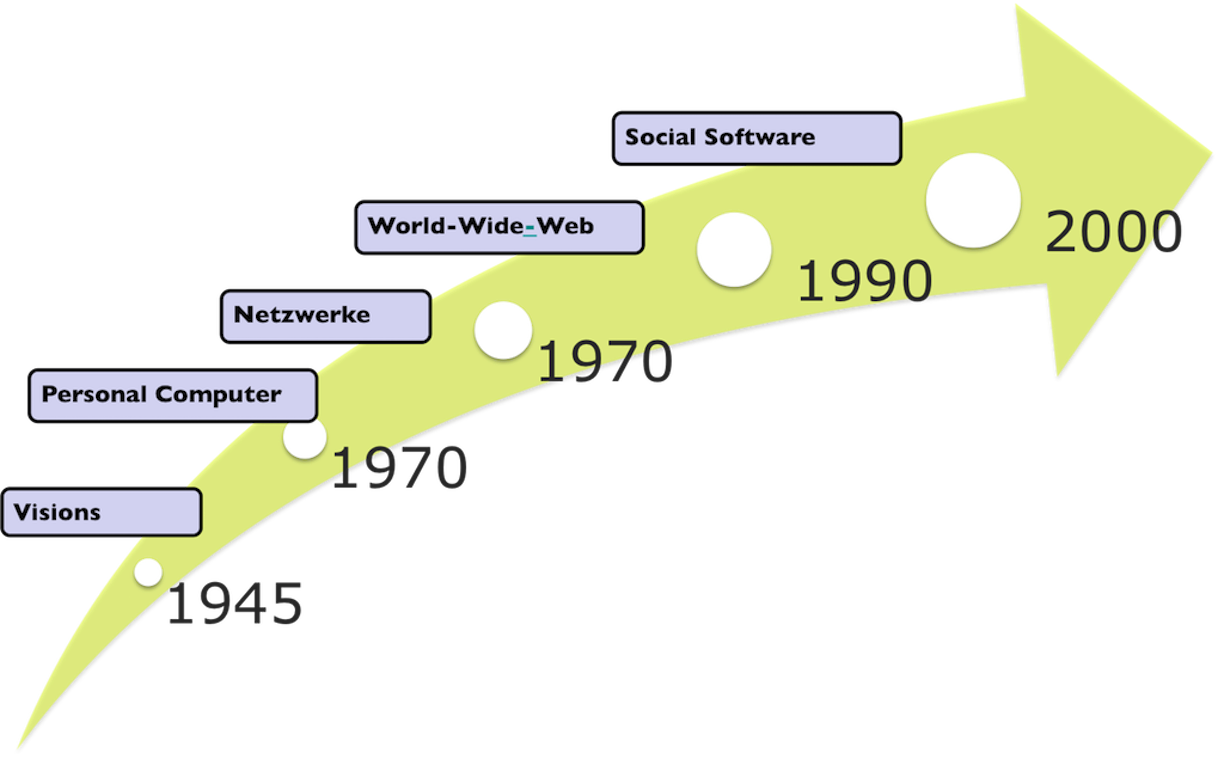 Social Software
2000
World-Wide-Web
1990
Netzwerke
1970
Personal Computer
1970
Visions
1945